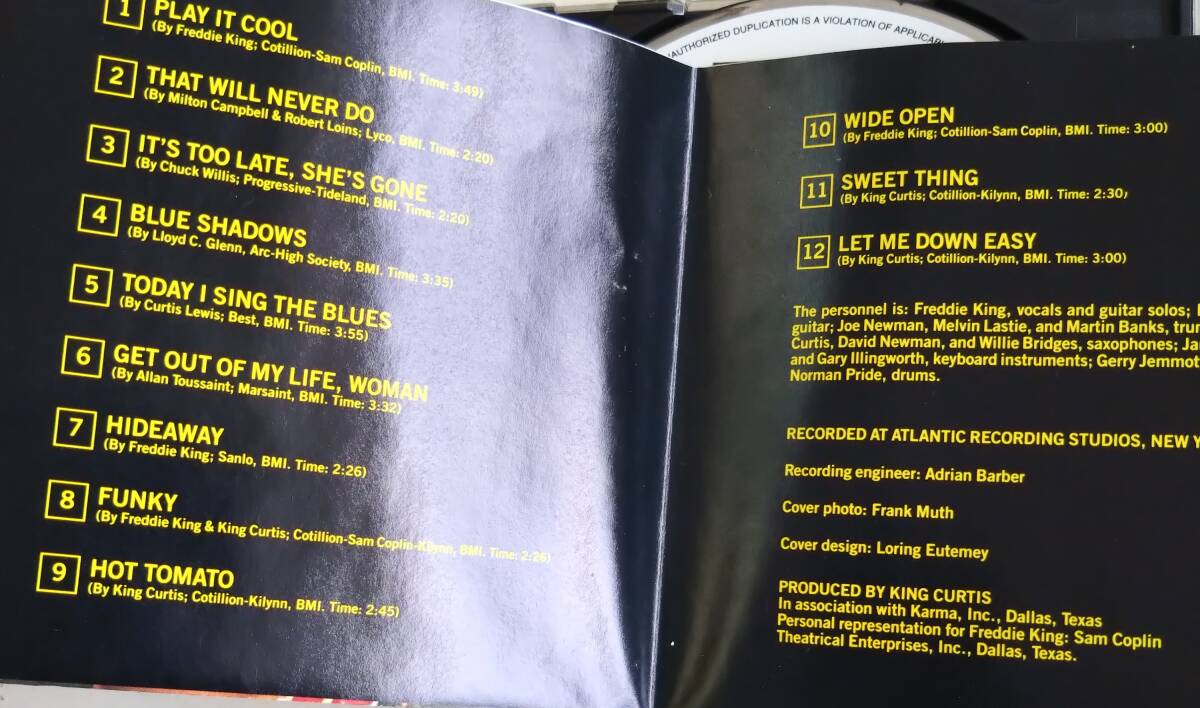 1 PLAY IT COOL
(By Freddie King; Cotillion-Sam Coplin, BMI. Time: 3:49)
2 THAT WILL NEVER DO
(By Milton Campbell & Robert Loins; Lyco, BMI. Time: 2:20)
3 IT'S TOO LATE, SHE'S GONE
(By Chuck Willis; Progressive-Tideland, BMI. Time: 2:20)
4 BLUE SHADOWS
(By Lloyd C. Glenn, Arc-High Society, BMI. Time: 3:35)
5 TODAY I SING THE BLUES
(By Curtis Lewis; Best, BMI. Time: 3:55)
6 GET OUT OF MY LIFE, WOMAN
(By Allan Toussaint; Marsaint, BMI. Time: 3:32)
7 HIDEAWAY
(By Freddie King; Sanlo, BMI. Time: 2:26)
8 FUNKY
(By Freddie King & King Curtis; Cotillion-Sam Coplin-Kilynn, BMI. Time: 2:26)
9 HOT TOMATO
(By King Curtis; Cotillion-Kilynn, BMI. Time: 2:45)
AUTHORIZED DUPLICATION IS A VIOLATION OF APPLICAB
10 WIDE OPEN
(By Freddie King; Cotillion-Sam Coplin, BMI. Time: 3:00)
11 SWEET THING
(By King Curtis; Cotillion-Kilynn, BMI. Time: 2:30)
12 LET ME DOWN EASY
(By King Curtis; Cotillion-Kilynn, BMI. Time: 3:00)
The personnel is: Freddie King, vocals and guitar solos;
guitar; Joe Newman, Melvin Lastie, and Martin Banks, tru
Curtis, David Newman, and Willie Bridges, saxophones; Ja
and Gary Illingworth, keyboard instruments; Gerry Jemmot
Norman Pride, drums.
RECORDED AT ATLANTIC RECORDING STUDIOS, NEW Y
Recording engineer: Adrian Barber
Cover photo: Frank Muth
Cover design: Loring Eutemey
PRODUCED BY KING CURTIS
In association with Karma, Inc., Dallas, Texas
Personal representation for Freddie King: Sam Coplin
Theatrical Enterprises, Inc., Dallas, Texas.